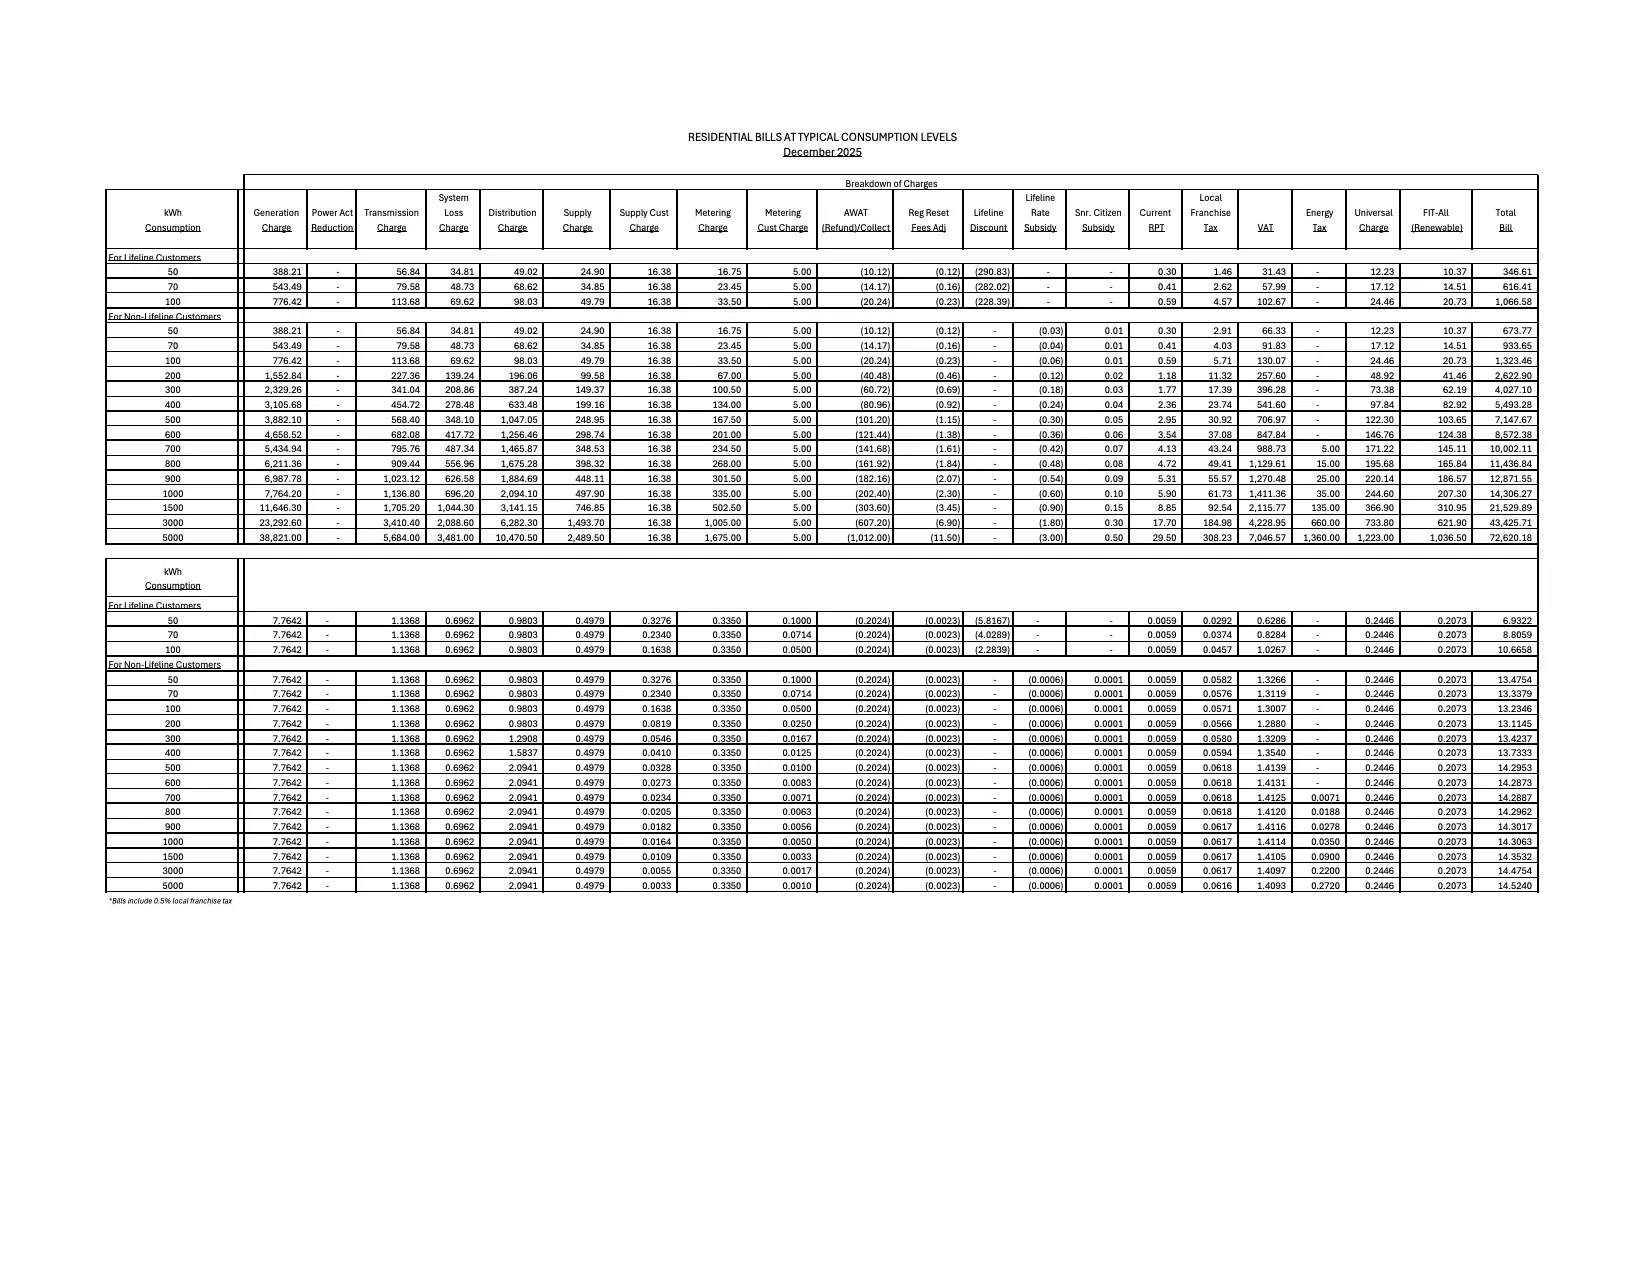 RESIDENTIAL BILLS AT TYPICAL CONSUMPTION LEVELS
December 2025
Breakdown of Charges
kWh Consumption | Generation Charge | Power Act Reduction | Transmission Charge | System Loss Charge | Distribution Charge | Supply Charge | Supply Cust Charge | Metering Charge | Metering Cust Charge | AWAT (Refund)/Collect | Reg Reset Fees Adj | Lifeline Discount | Lifeline Rate Subsidy | Snr. Citizen Subsidy | Current RPT | Local Franchise Tax | VAT | Energy Tax | Universal Charge | FIT-All (Renewable) | Total Bill
For Lifeline Customers
50 388.21 - 56.84 34.81 49.02 24.90 16.38 16.75 5.00 (10.12) (0.12) (290.83) - - 0.30 1.46 31.43 - 12.23 10.37 346.61
70 543.49 - 79.58 48.73 68.62 34.85 16.38 23.45 5.00 (14.17) (0.16) (282.02) - - 0.41 2.62 57.99 - 17.12 14.51 616.41
100 776.42 - 113.68 69.62 98.03 49.79 16.38 33.50 5.00 (20.24) (0.23) (228.39) - - 0.59 4.57 102.67 - 24.46 20.73 1,066.58
For Non-Lifeline Customers
50 388.21 - 56.84 34.81 49.02 24.90 16.38 16.75 5.00 (10.12) (0.12) - (0.03) 0.01 0.30 2.91 66.33 - 12.23 10.37 673.77
70 543.49 - 79.58 48.73 68.62 34.85 16.38 23.45 5.00 (14.17) (0.16) - (0.04) 0.01 0.41 4.03 91.83 - 17.12 14.51 933.65
100 776.42 - 113.68 69.62 98.03 49.79 16.38 33.50 5.00 (20.24) (0.23) - (0.06) 0.01 0.59 5.71 130.07 - 24.46 20.73 1,323.46
200 1,552.84 - 227.36 139.24 196.06 99.58 16.38 67.00 5.00 (40.48) (0.46) - (0.12) 0.02 1.18 11.32 257.60 - 48.92 41.46 2,622.90
300 2,329.26 - 341.04 208.86 387.24 149.37 16.38 100.50 5.00 (60.72) (0.69) - (0.18) 0.03 1.77 17.39 396.28 - 73.38 62.19 4,027.10
400 3,105.68 - 454.72 278.48 633.48 199.16 16.38 134.00 5.00 (80.96) (0.92) - (0.24) 0.04 2.36 23.74 541.60 - 97.84 82.92 5,493.28
500 3,882.10 - 568.40 348.10 1,047.05 248.95 16.38 167.50 5.00 (101.20) (1.15) - (0.30) 0.05 2.95 30.92 706.97 - 122.30 103.65 7,147.67
600 4,658.52 - 682.08 417.72 1,256.46 298.74 16.38 201.00 5.00 (121.44) (1.38) - (0.36) 0.06 3.54 37.08 847.84 - 146.76 124.38 8,572.38
700 5,434.94 - 795.76 487.34 1,465.87 348.53 16.38 234.50 5.00 (141.68) (1.61) - (0.42) 0.07 4.13 43.24 988.73 5.00 171.22 145.11 10,002.11
800 6,211.36 - 909.44 556.96 1,675.28 398.32 16.38 268.00 5.00 (161.92) (1.84) - (0.48) 0.08 4.72 49.41 1,129.61 15.00 195.68 165.84 11,436.84
900 6,987.78 - 1,023.12 626.58 1,884.69 448.11 16.38 301.50 5.00 (182.16) (2.07) - (0.54) 0.09 5.31 55.57 1,270.48 25.00 220.14 186.57 12,871.55
1000 7,764.20 - 1,136.80 696.20 2,094.10 497.90 16.38 335.00 5.00 (202.40) (2.30) - (0.60) 0.10 5.90 61.73 1,411.36 35.00 244.60 207.30 14,306.27
1500 11,646.30 - 1,705.20 1,044.30 3,141.15 746.85 16.38 502.50 5.00 (303.60) (3.45) - (0.90) 0.15 8.85 92.54 2,115.77 135.00 366.90 310.95 21,529.89
3000 23,292.60 - 3,410.40 2,088.60 6,282.30 1,493.70 16.38 1,005.00 5.00 (607.20) (6.90) - (1.80) 0.30 17.70 184.98 4,228.95 660.00 733.80 621.90 43,425.71
5000 38,821.00 - 5,684.00 3,481.00 10,470.50 2,489.50 16.38 1,675.00 5.00 (1,012.00) (11.50) - (3.00) 0.50 29.50 308.23 7,046.57 1,360.00 1,223.00 1,036.50 72,620.18
kWh
Consumption
For Lifeline Customers
50 7.7642 - 1.1368 0.6962 0.9803 0.4979 0.3276 0.3350 0.1000 (0.2024) (0.0023) (5.8167) - - 0.0059 0.0292 0.6286 - 0.2446 0.2073 6.9322
70 7.7642 - 1.1368 0.6962 0.9803 0.4979 0.2340 0.3350 0.0714 (0.2024) (0.0023) (4.0289) - - 0.0059 0.0374 0.8284 - 0.2446 0.2073 8.8059
100 7.7642 - 1.1368 0.6962 0.9803 0.4979 0.1638 0.3350 0.0500 (0.2024) (0.0023) (2.2839) - - 0.0059 0.0457 1.0267 - 0.2446 0.2073 10.6658
For Non-Lifeline Customers
50 7.7642 - 1.1368 0.6962 0.9803 0.4979 0.3276 0.3350 0.1000 (0.2024) (0.0023) - (0.0006) 0.0001 0.0059 0.0582 1.3266 - 0.2446 0.2073 13.4754
70 7.7642 - 1.1368 0.6962 0.9803 0.4979 0.2340 0.3350 0.0714 (0.2024) (0.0023) - (0.0006) 0.0001 0.0059 0.0576 1.3119 - 0.2446 0.2073 13.3379
100 7.7642 - 1.1368 0.6962 0.9803 0.4979 0.1638 0.3350 0.0500 (0.2024) (0.0023) - (0.0006) 0.0001 0.0059 0.0571 1.3007 - 0.2446 0.2073 13.2346
200 7.7642 - 1.1368 0.6962 0.9803 0.4979 0.0819 0.3350 0.0250 (0.2024) (0.0023) - (0.0006) 0.0001 0.0059 0.0566 1.2880 - 0.2446 0.2073 13.1145
300 7.7642 - 1.1368 0.6962 1.2908 0.4979 0.0546 0.3350 0.0167 (0.2024) (0.0023) - (0.0006) 0.0001 0.0059 0.0580 1.3209 - 0.2446 0.2073 13.4237
400 7.7642 - 1.1368 0.6962 1.5837 0.4979 0.0410 0.3350 0.0125 (0.2024) (0.0023) - (0.0006) 0.0001 0.0059 0.0594 1.3540 - 0.2446 0.2073 13.7333
500 7.7642 - 1.1368 0.6962 2.0941 0.4979 0.0328 0.3350 0.0100 (0.2024) (0.0023) - (0.0006) 0.0001 0.0059 0.0618 1.4139 - 0.2446 0.2073 14.2953
600 7.7642 - 1.1368 0.6962 2.0941 0.4979 0.0273 0.3350 0.0083 (0.2024) (0.0023) - (0.0006) 0.0001 0.0059 0.0618 1.4131 - 0.2446 0.2073 14.2873
700 7.7642 - 1.1368 0.6962 2.0941 0.4979 0.0234 0.3350 0.0071 (0.2024) (0.0023) - (0.0006) 0.0001 0.0059 0.0618 1.4125 0.0071 0.2446 0.2073 14.2887
800 7.7642 - 1.1368 0.6962 2.0941 0.4979 0.0205 0.3350 0.0063 (0.2024) (0.0023) - (0.0006) 0.0001 0.0059 0.0618 1.4120 0.0188 0.2446 0.2073 14.2962
900 7.7642 - 1.1368 0.6962 2.0941 0.4979 0.0182 0.3350 0.0056 (0.2024) (0.0023) - (0.0006) 0.0001 0.0059 0.0617 1.4116 0.0278 0.2446 0.2073 14.3017
1000 7.7642 - 1.1368 0.6962 2.0941 0.4979 0.0164 0.3350 0.0050 (0.2024) (0.0023) - (0.0006) 0.0001 0.0059 0.0617 1.4114 0.0350 0.2446 0.2073 14.3063
1500 7.7642 - 1.1368 0.6962 2.0941 0.4979 0.0109 0.3350 0.0033 (0.2024) (0.0023) - (0.0006) 0.0001 0.0059 0.0617 1.4105 0.0900 0.2446 0.2073 14.3532
3000 7.7642 - 1.1368 0.6962 2.0941 0.4979 0.0055 0.3350 0.0017 (0.2024) (0.0023) - (0.0006) 0.0001 0.0059 0.0617 1.4097 0.2200 0.2446 0.2073 14.4754
5000 7.7642 - 1.1368 0.6962 2.0941 0.4979 0.0033 0.3350 0.0010 (0.2024) (0.0023) - (0.0006) 0.0001 0.0059 0.0616 1.4093 0.2720 0.2446 0.2073 14.5240
*Bills include 0.5% local franchise tax